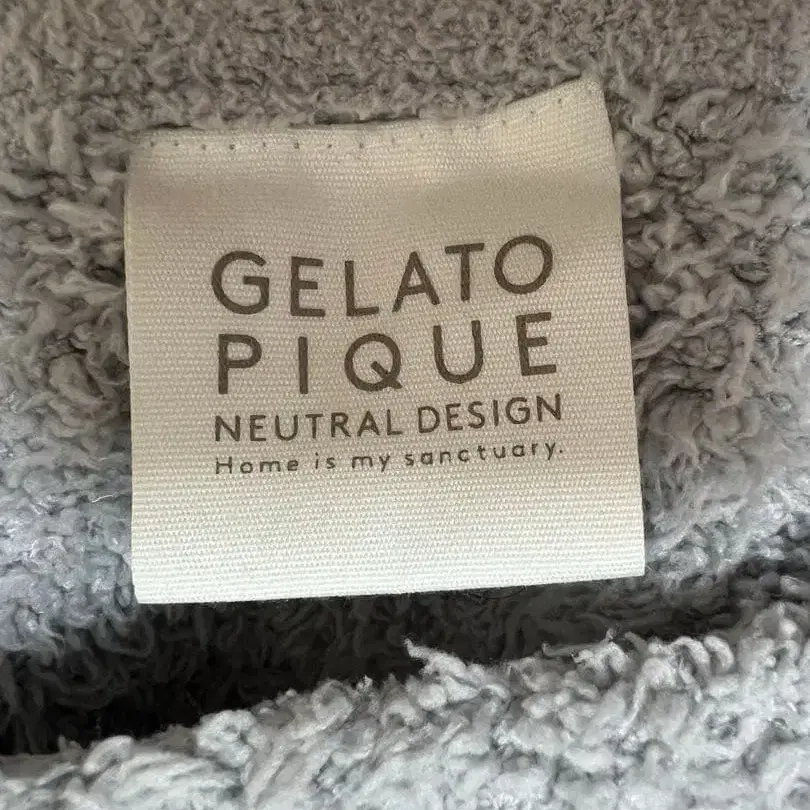 GELATO
PIQUE
NEUTRAL DESIGN
Home is my sanctuary.